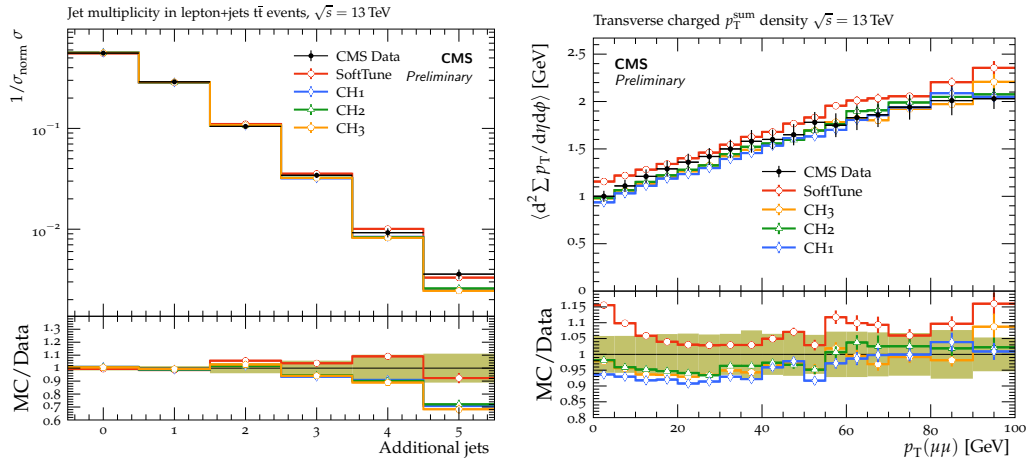 Jet multiplicity in lepton+jets tt̄ events, √s = 13 TeV
1/σnorm σ
CMS
Preliminary
CMS Data
SoftTune
CH1
CH2
CH3
10⁻¹
10⁻²
MC/Data
1.3
1.2
1.1
1.0
0.9
0.8
0.7
0.6
0 1 2 3 4 5
Additional jets
Transverse charged p_T^sum density √s = 13 TeV
⟨d² Σ p_T/dηdϕ⟩ [GeV]
CMS
Preliminary
2.5
2
1.5
1
0.5
0
CMS Data
SoftTune
CH3
CH2
CH1
MC/Data
1.15
1.1
1.05
1
0.95
0.9
0.85
0.8
0 20 40 60 80 100
p_T(μμ) [GeV]